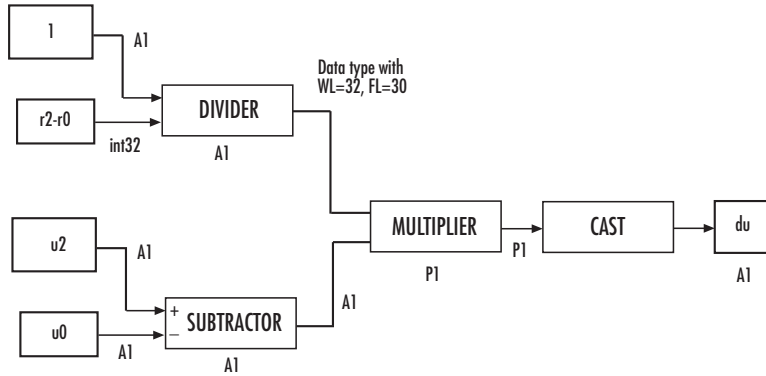 1
A1
r2-r0
int32
DIVIDER
A1
Data type with
WL=32, FL=30
u2
A1
u0
A1
+
−
SUBTRACTOR
A1
A1
MULTIPLIER
P1
P1
CAST
du
A1